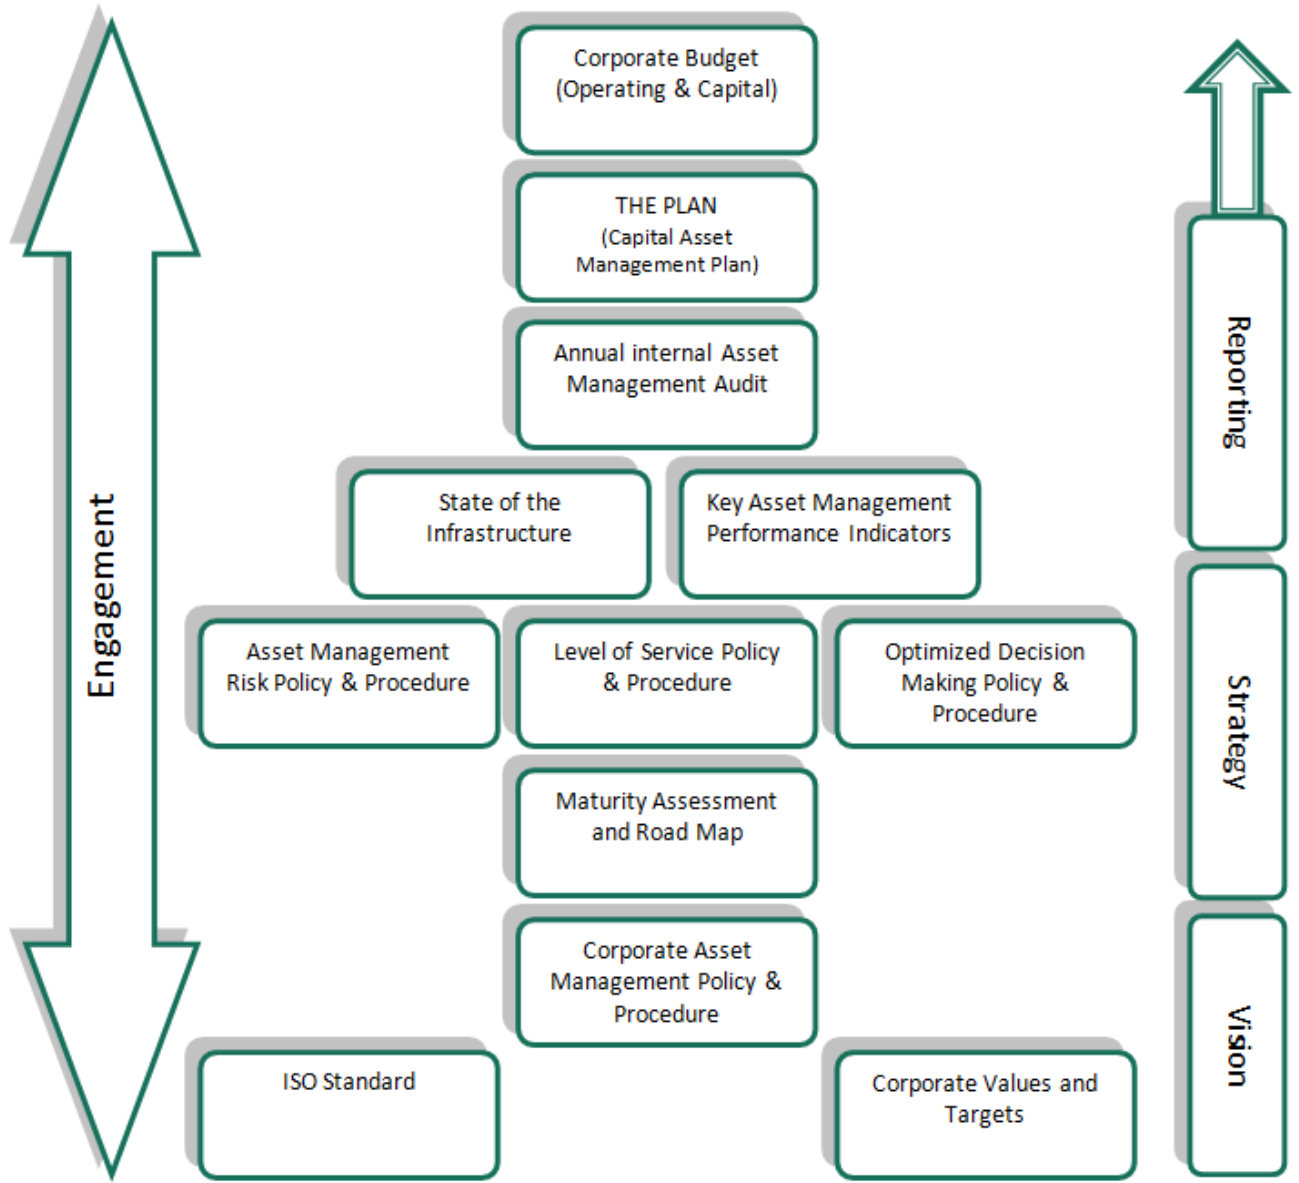 Corporate Budget
(Operating & Capital)
THE PLAN
(Capital Asset
Management Plan)
Annual internal Asset
Management Audit
State of the
Infrastructure
Key Asset Management
Performance Indicators
Asset Management
Risk Policy & Procedure
Level of Service Policy
& Procedure
Optimized Decision
Making Policy &
Procedure
Maturity Assessment
and Road Map
Corporate Asset
Management Policy &
Procedure
ISO Standard
Corporate Values and
Targets
Engagement
Reporting
Strategy
Vision